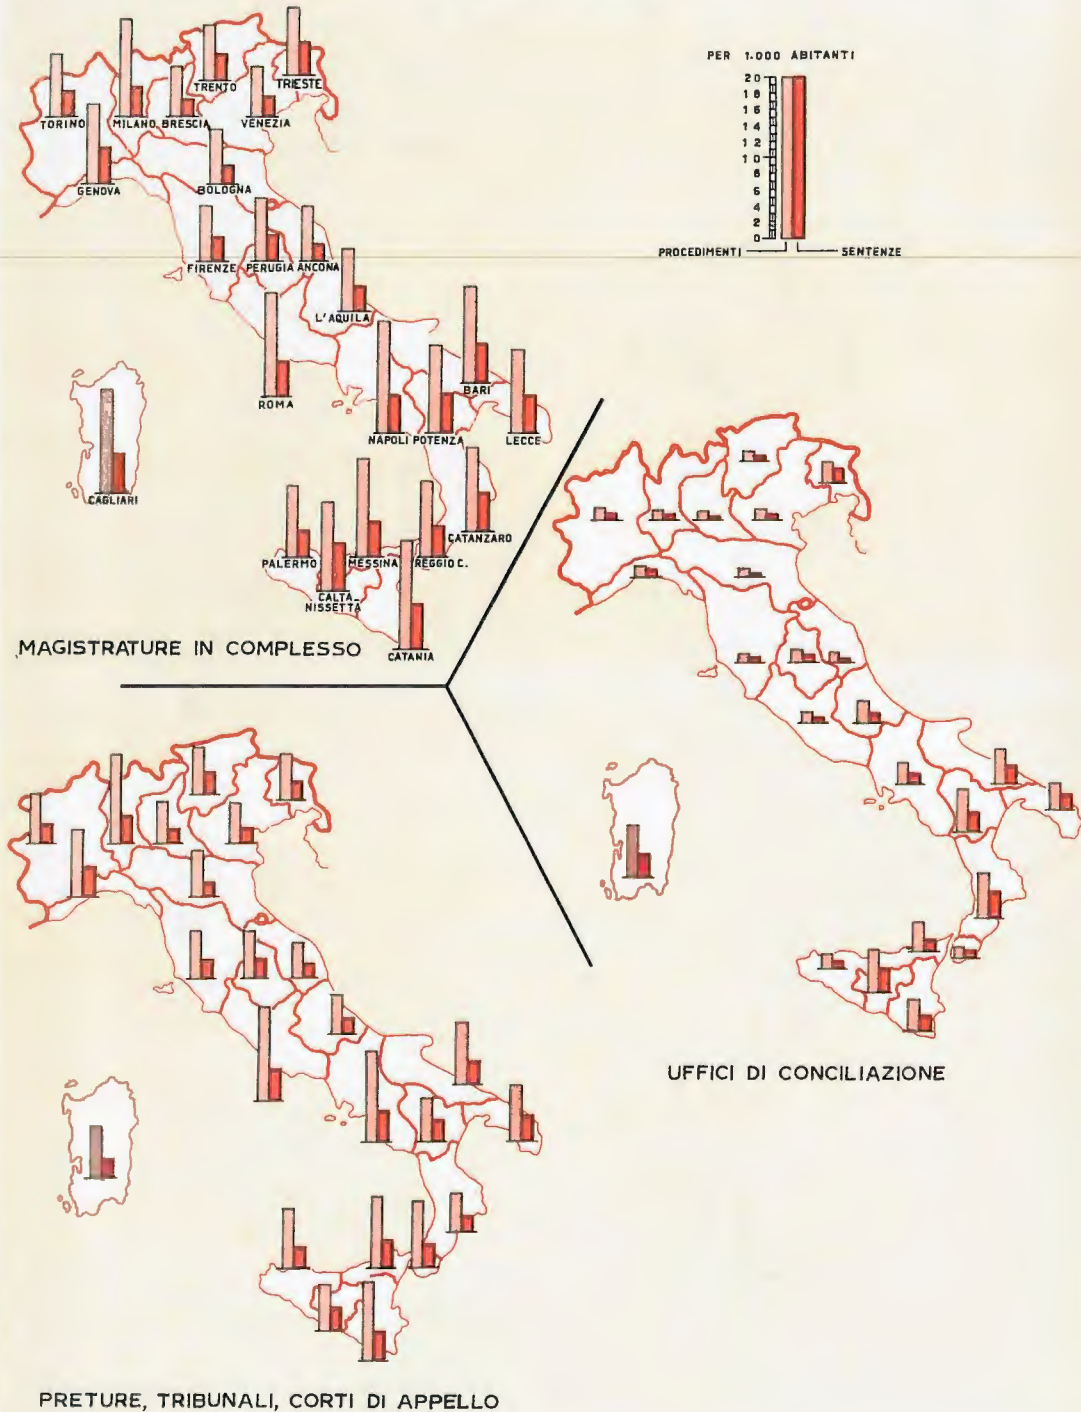 TRENTO
TRIESTE
TORINO
MILANO
BRESCIA
VENEZIA
GENOVA
BOLOGNA
FIRENZE
PERUGIA
ANCONA
L'AQUILA
ROMA
BARI
NAPOLI
POTENZA
LECCE
CAGLIARI
CATANZARO
PALERMO
MESSINA
REGGIO C.
CALTA-
NISSETTA
CATANIA
MAGISTRATURE IN COMPLESSO
PER 1.000 ABITANTI
20
18
16
14
12
10
8
6
4
2
0
PROCEDIMENTI
SENTENZE
UFFICI DI CONCILIAZIONE
PRETURE, TRIBUNALI, CORTI DI APPELLO